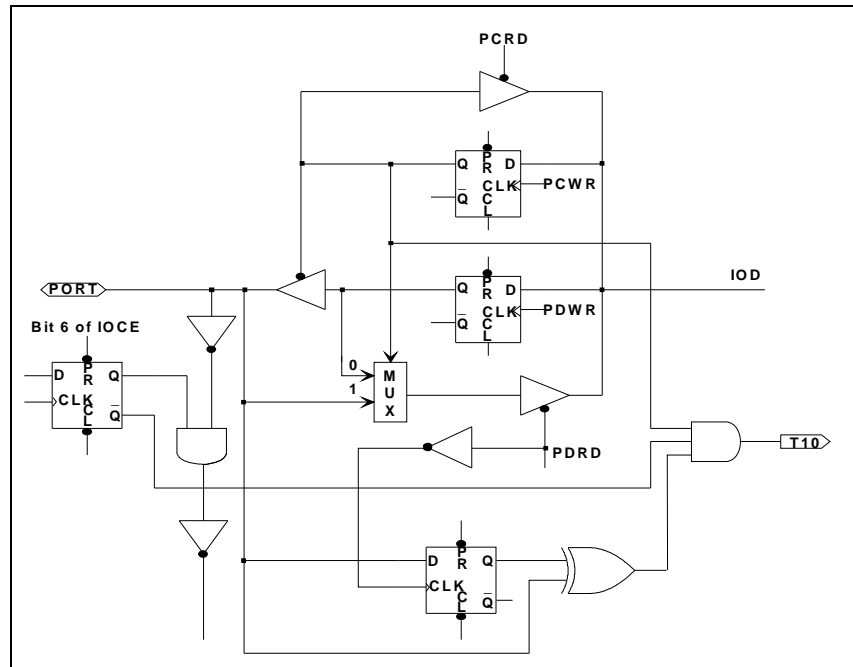 PCRD
Q PR D
CLK PCWR
Q CL
PORT
IOD
Q PR D
CLK PDWR
Q CL
Bit 6 of IOCE
D PR Q
CLK
CL Q
0
1
MUX
PDRD
T10
D PR Q
CLK
CL Q